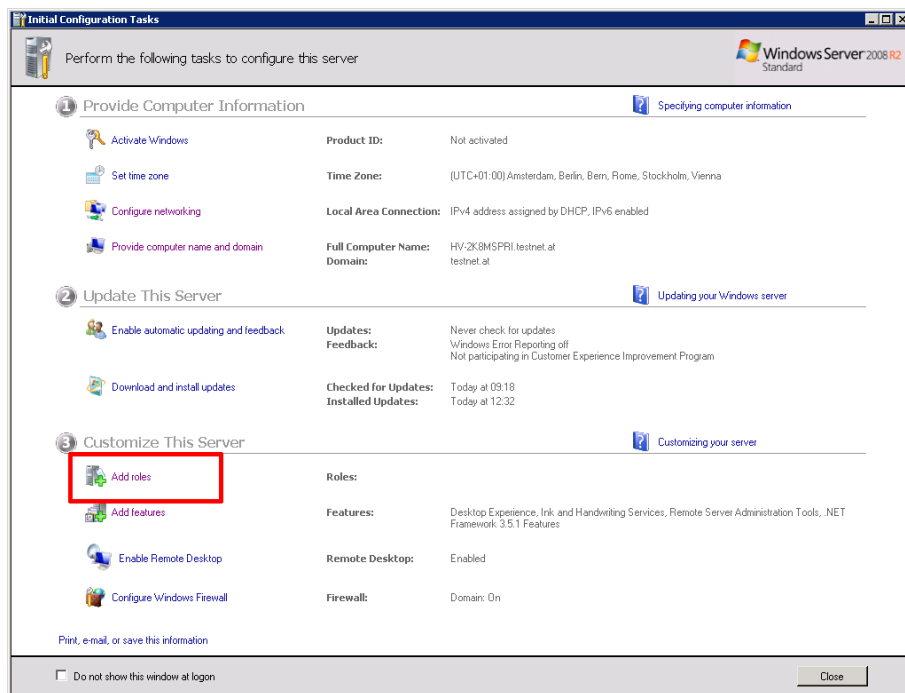 Initial Configuration Tasks
Perform the following tasks to configure this server
Windows Server 2008 R2
Standard
1 Provide Computer Information
Specifying computer information
Activate Windows Product ID: Not activated
Set time zone Time Zone: (UTC+01:00) Amsterdam, Berlin, Bern, Rome, Stockholm, Vienna
Configure networking Local Area Connection: IPv4 address assigned by DHCP, IPv6 enabled
Provide computer name and domain Full Computer Name: HV-2K8MSPRI.testnet.at
Domain: testnet.at
2 Update This Server
Updating your Windows server
Enable automatic updating and feedback Updates: Never check for updates
Feedback: Windows Error Reporting off
Not participating in Customer Experience Improvement Program
Download and install updates Checked for Updates: Today at 09:18
Installed Updates: Today at 12:32
3 Customize This Server
Customizing your server
Add roles Roles:
Add features Features: Desktop Experience, Ink and Handwriting Services, Remote Server Administration Tools, .NET
Framework 3.5.1 Features
Enable Remote Desktop Remote Desktop: Enabled
Configure Windows Firewall Firewall: Domain: On
Print, e-mail, or save this information
Do not show this window at logon
Close